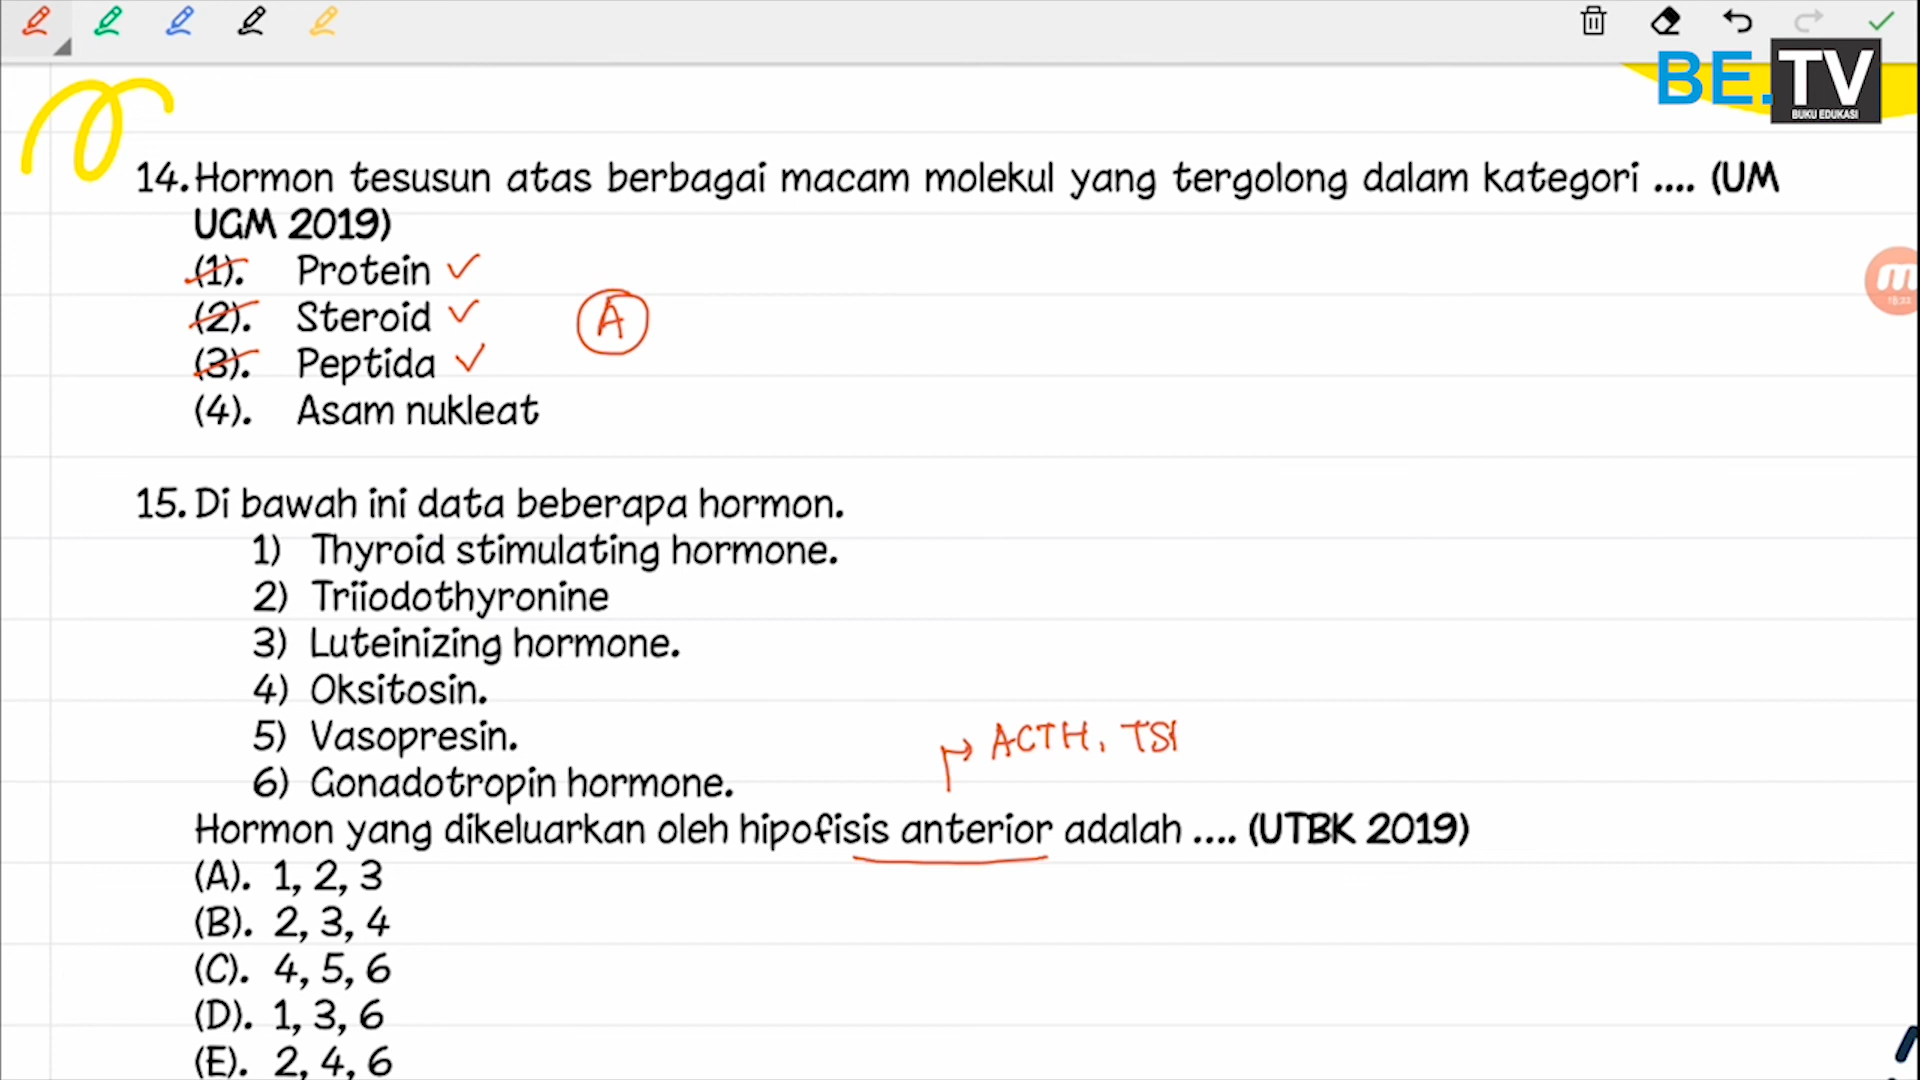 BE.TV
BUKU EDUKASI
14. Hormon tesusun atas berbagai macam molekul yang tergolong dalam kategori .... (UM
UGM 2019)
(1). Protein ✓
(2). Steroid ✓
A
(3). Peptida ✓
(4). Asam nukleat
15. Di bawah ini data beberapa hormon.
1) Thyroid stimulating hormone.
2) Triiodothyronine
3) Luteinizing hormone.
4) Oksitosin.
5) Vasopresin.
ACTH, TSH
6) Gonadotropin hormone.
Hormon yang dikeluarkan oleh hipofisis anterior adalah .... (UTBK 2019)
(A). 1, 2, 3
(B). 2, 3, 4
(C). 4, 5, 6
(D). 1, 3, 6
(E). 2, 4, 6